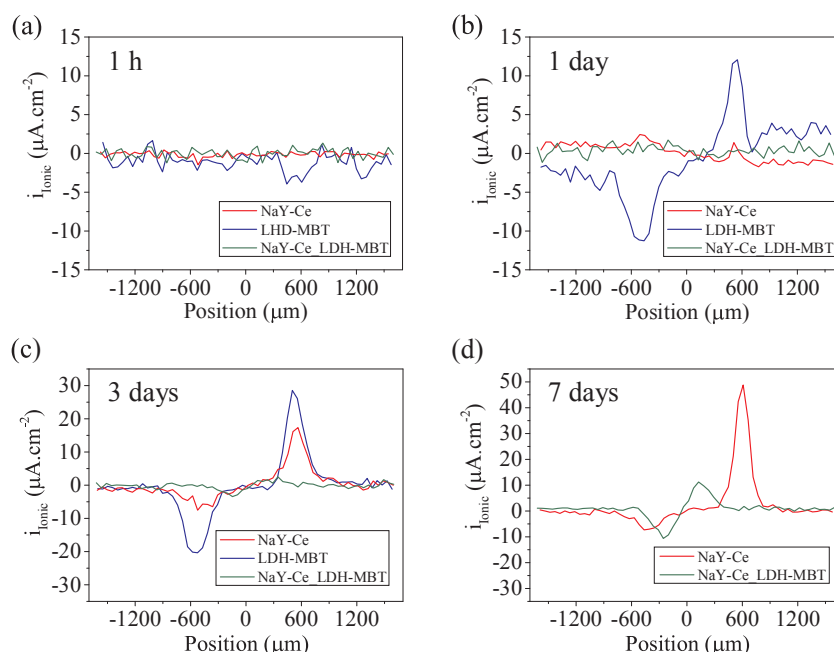 (a)
1 h
15
10
5
0
-5
-10
-15
i Ionic (μA.cm-2)
NaY-Ce
LHD-MBT
NaY-Ce_LDH-MBT
-1200 -600 0 600 1200
Position (μm)
(b)
1 day
15
10
5
0
-5
-10
-15
i Ionic (μA.cm-2)
NaY-Ce
LDH-MBT
NaY-Ce_LDH-MBT
-1200 -600 0 600 1200
Position (μm)
(c)
3 days
30
20
10
0
-10
-20
-30
i Ionic (μA.cm-2)
NaY-Ce
LDH-MBT
NaY-Ce_LDH-MBT
-1200 -600 0 600 1200
Position (μm)
(d)
7 days
50
40
30
20
10
0
-10
-20
-30
i Ionic (μA.cm-2)
NaY-Ce
NaY-Ce_LDH-MBT
-1200 -600 0 600 1200
Position (μm)